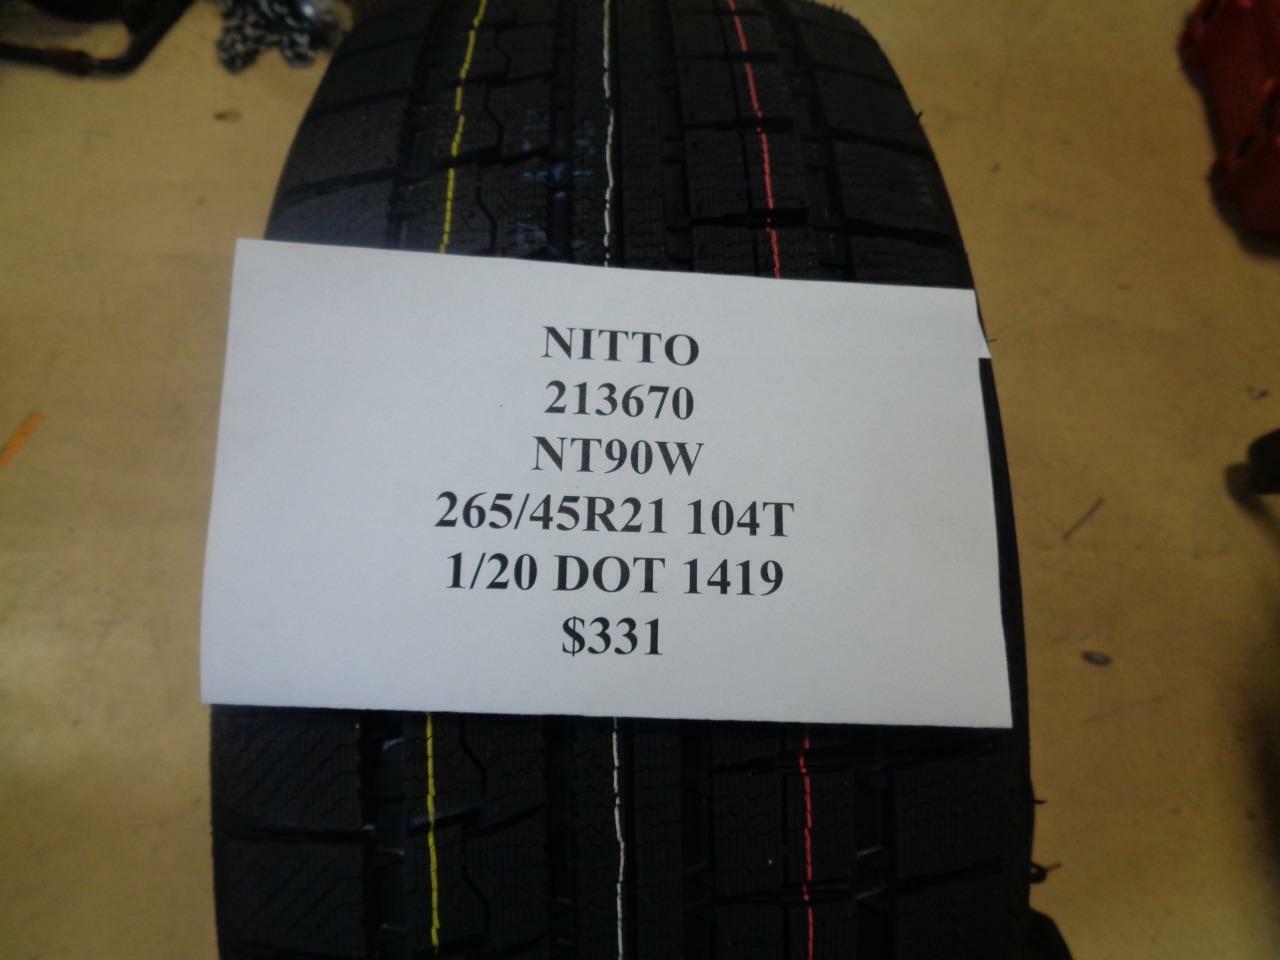 NITTO
213670
NT90W
265/45R21 104T
1/20 DOT 1419
$331